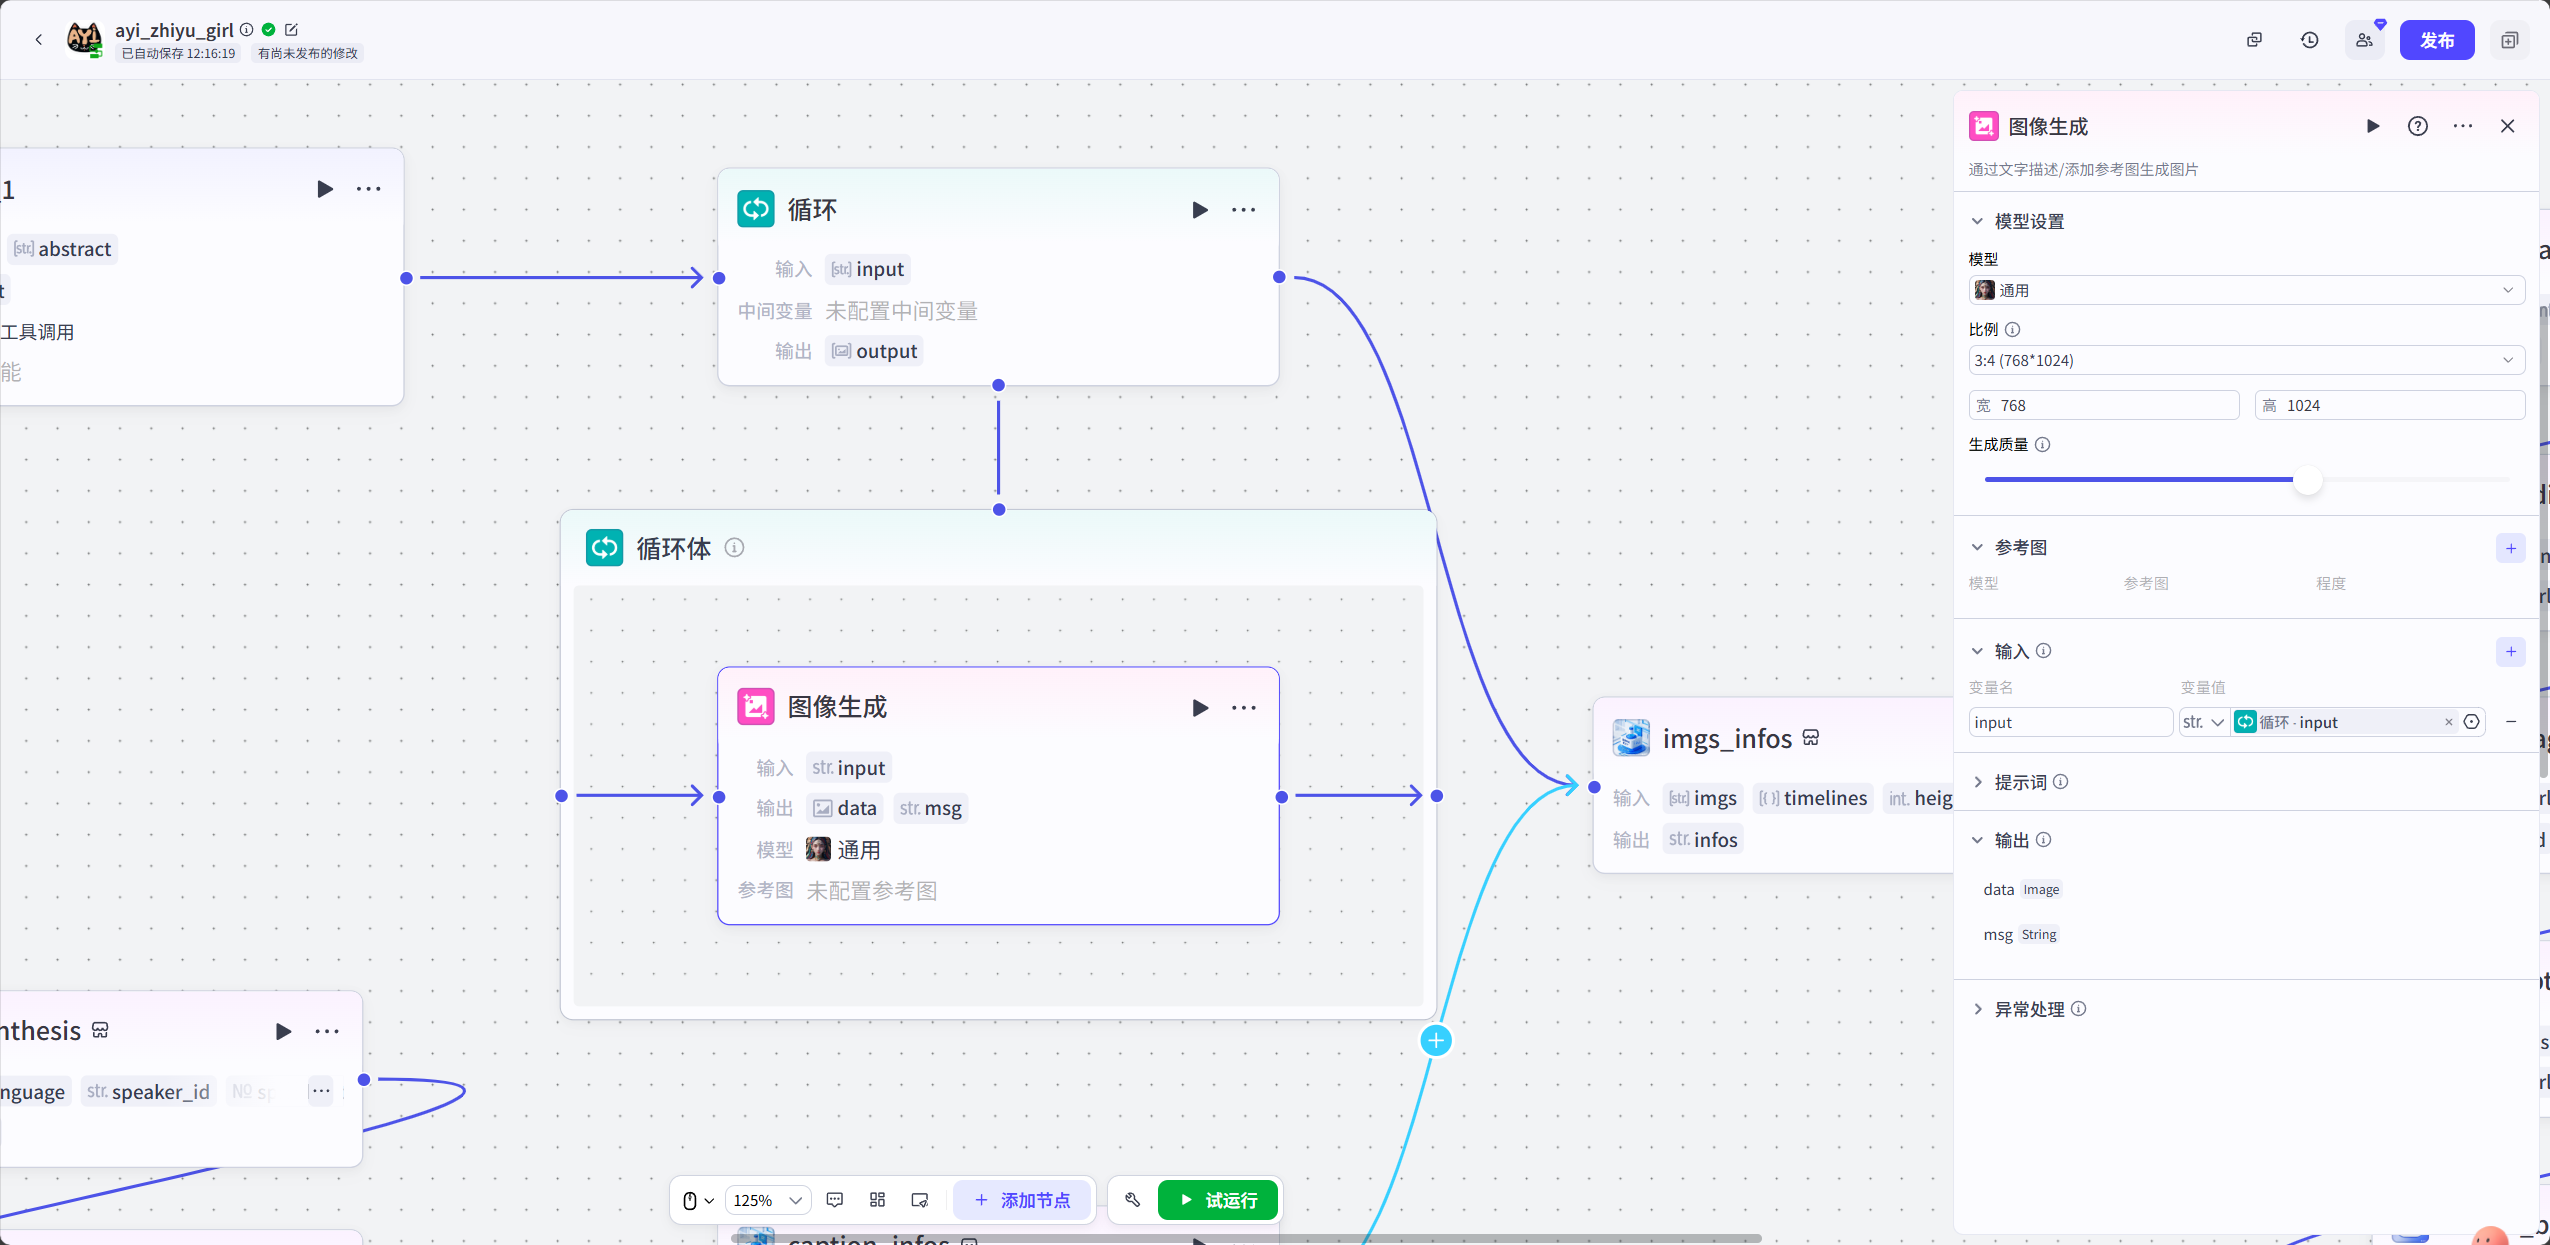 ayi_zhiyu_girl
已自动保存 12:16:19 有尚未发布的修改
发布
_1
[str.] abstract
工具调用
能
循环
输入 [str.] input
中间变量 未配置中间变量
输出 output
循环体
图像生成
输入 str. input
输出 data str. msg
模型 通用
参考图 未配置参考图
imgs_infos
输入 [str.] imgs [{}] timelines int. heig
输出 str. infos
nthesis
nguage str. speaker_id № sp
125%
添加节点
试运行
caption_infos
图像生成
通过文字描述/添加参考图生成图片
模型设置
模型
通用
比例
3:4 (768*1024)
宽 768 高 1024
生成质量
参考图
模型 参考图 程度
输入
变量名 变量值
input str. 循环 - input
提示词
输出
data Image
msg String
异常处理